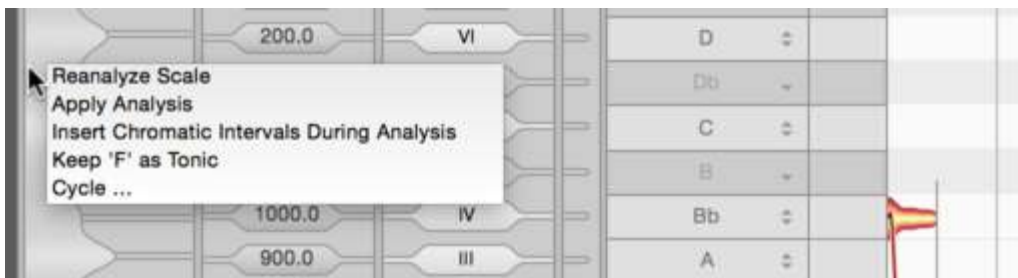 200.0 VI D
Db
Reanalyze Scale
Apply Analysis
Insert Chromatic Intervals During Analysis
Keep 'F' as Tonic
Cycle ...
C
B
1000.0 IV Bb
900.0 III A